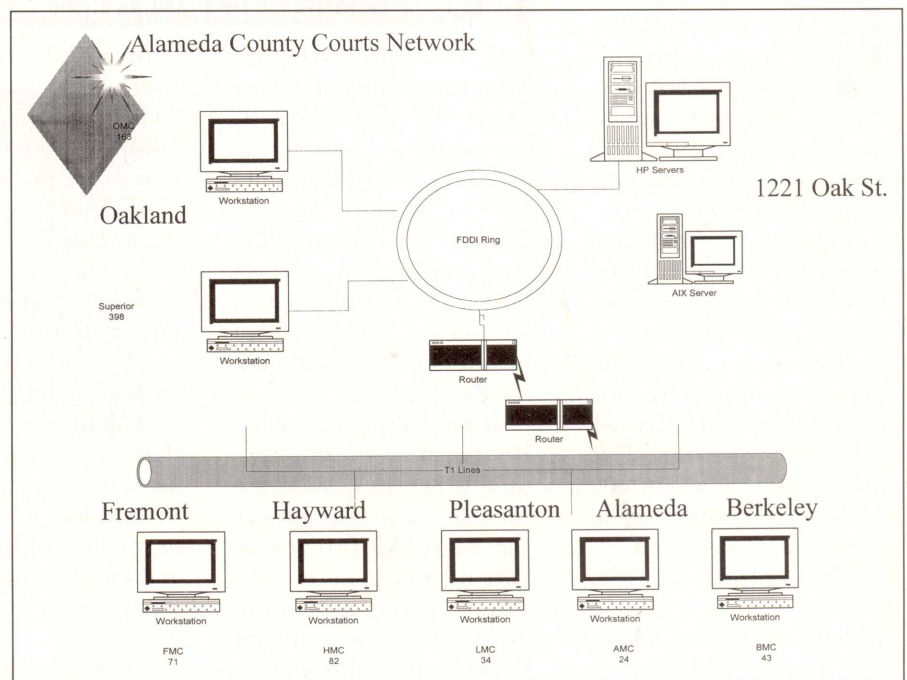 Alameda County Courts Network
OMC
163
Workstation
HP Servers
1221 Oak St.
Oakland
FDDI Ring
AIX Server
Superior
398
Workstation
Router
Router
T1 Lines
Fremont
Hayward
Pleasanton
Alameda
Berkeley
Workstation
Workstation
Workstation
Workstation
Workstation
FMC
71
HMC
82
LMC
34
AMC
24
BMC
43